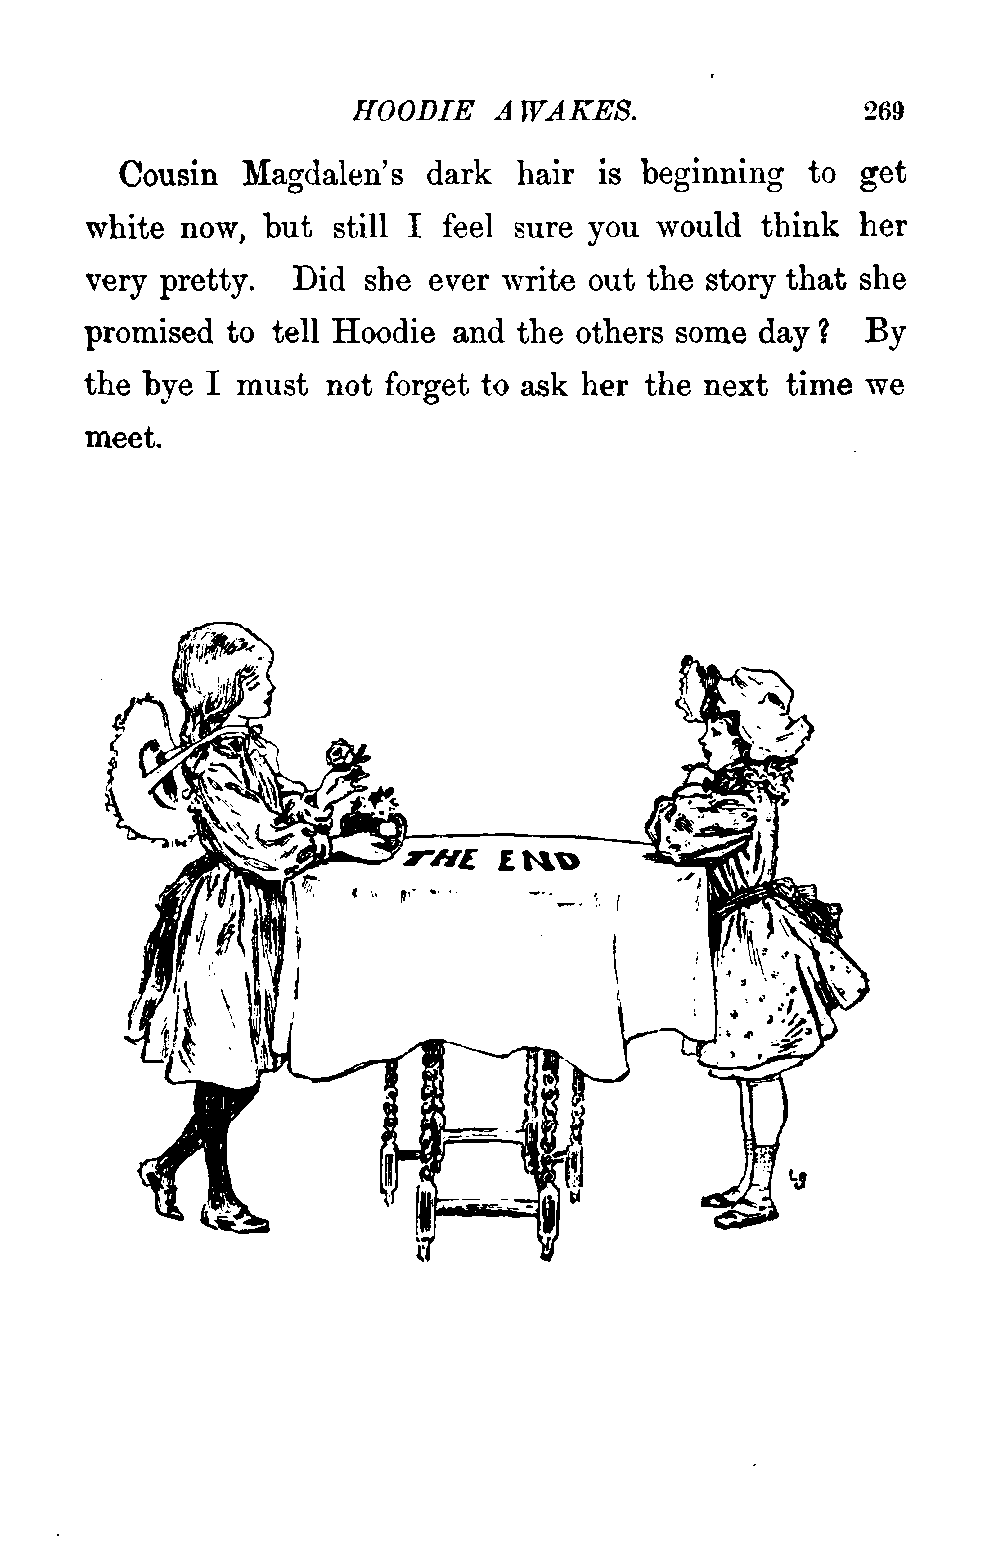 HOODIE AWAKES. 269
Cousin Magdalen's dark hair is beginning to get
white now, but still I feel sure you would think her
very pretty. Did she ever write out the story that she
promised to tell Hoodie and the others some day? By
the bye I must not forget to ask her the next time we
meet.
THE END
LB